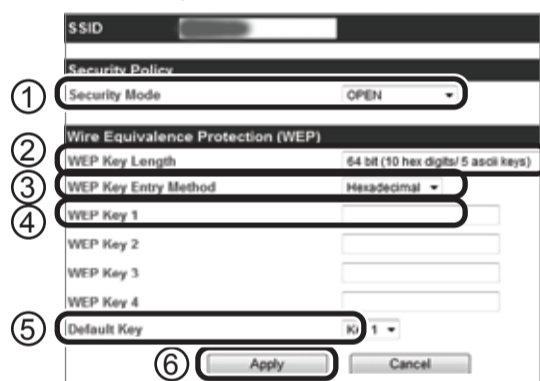 SSID
Security Policy
① Security Mode OPEN
Wire Equivalence Protection (WEP)
② WEP Key Length 64 bit (10 hex digits/ 5 ascii keys)
③ WEP Key Entry Method Hexadecimal
④ WEP Key 1
WEP Key 2
WEP Key 3
WEP Key 4
⑤ Default Key 1
⑥ Apply Cancel